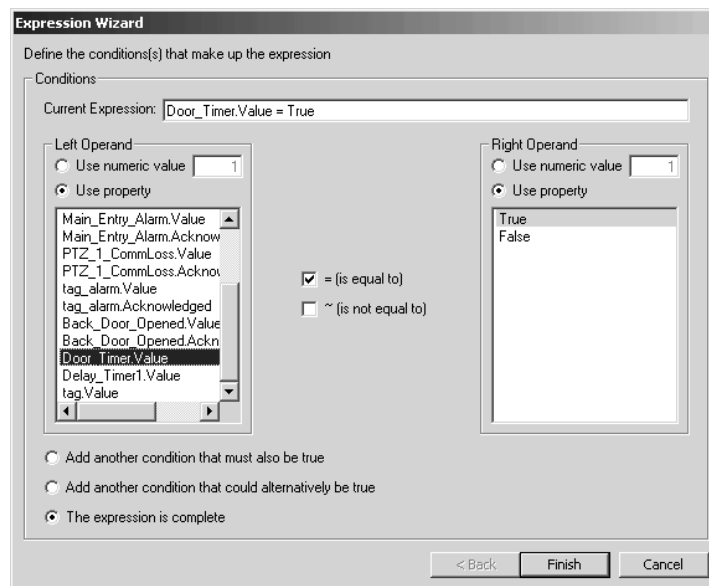 Expression Wizard
Define the conditions(s) that make up the expression
Conditions
Current Expression: Door_Timer.Value = True
Left Operand
Use numeric value 1
Use property
Main_Entry_Alarm.Value
Main_Entry_Alarm.Acknow
PTZ_1_CommLoss.Value
PTZ_1_CommLoss.Acknow
tag_alarm.Value
tag_alarm.Acknowledged
Back_Door_Opened.Value
Back_Door_Opened.Ackn
Door_Timer.Value
Delay_Timer1.Value
tag.Value
= (is equal to)
~ (is not equal to)
Right Operand
Use numeric value 1
Use property
True
False
Add another condition that must also be true
Add another condition that could alternatively be true
The expression is complete
< Back Finish Cancel